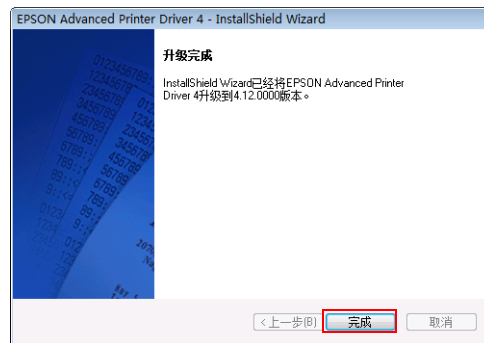 EPSON Advanced Printer Driver 4 - InstallShield Wizard
升级完成
InstallShield Wizard已经将EPSON Advanced Printer
Driver 4升级到4.12.0000版本。
<上一步(B) 完成 取消